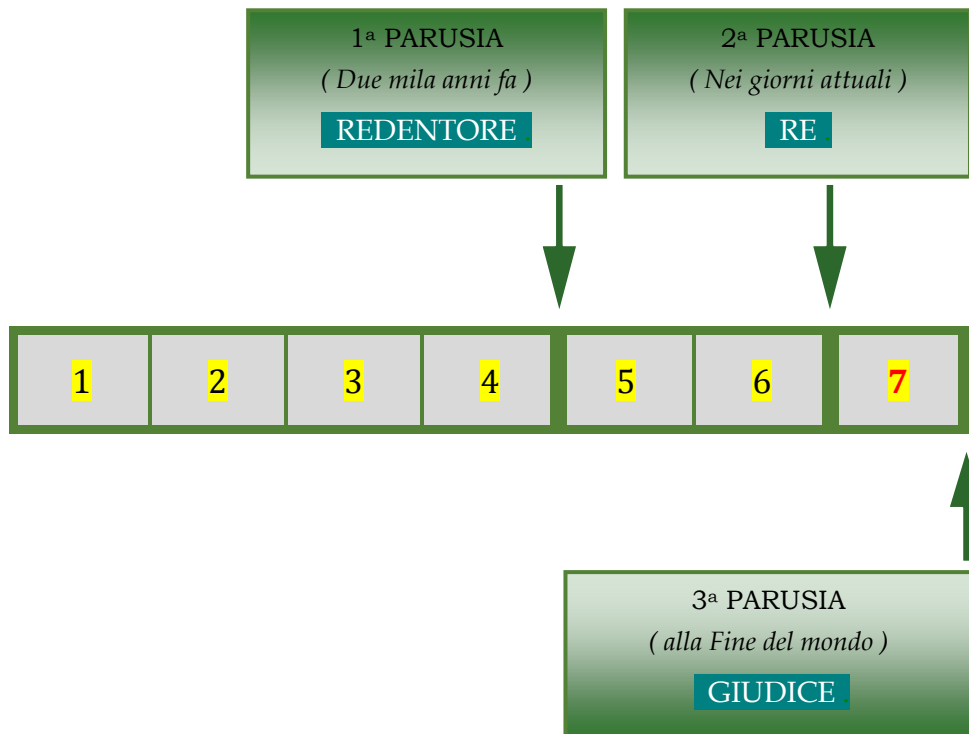 1ª PARUSIA
( Due mila anni fa )
REDENTORE .
2ª PARUSIA
( Nei giorni attuali )
RE .
1 2 3 4 5 6 7
3ª PARUSIA
( alla Fine del mondo )
GIUDICE .